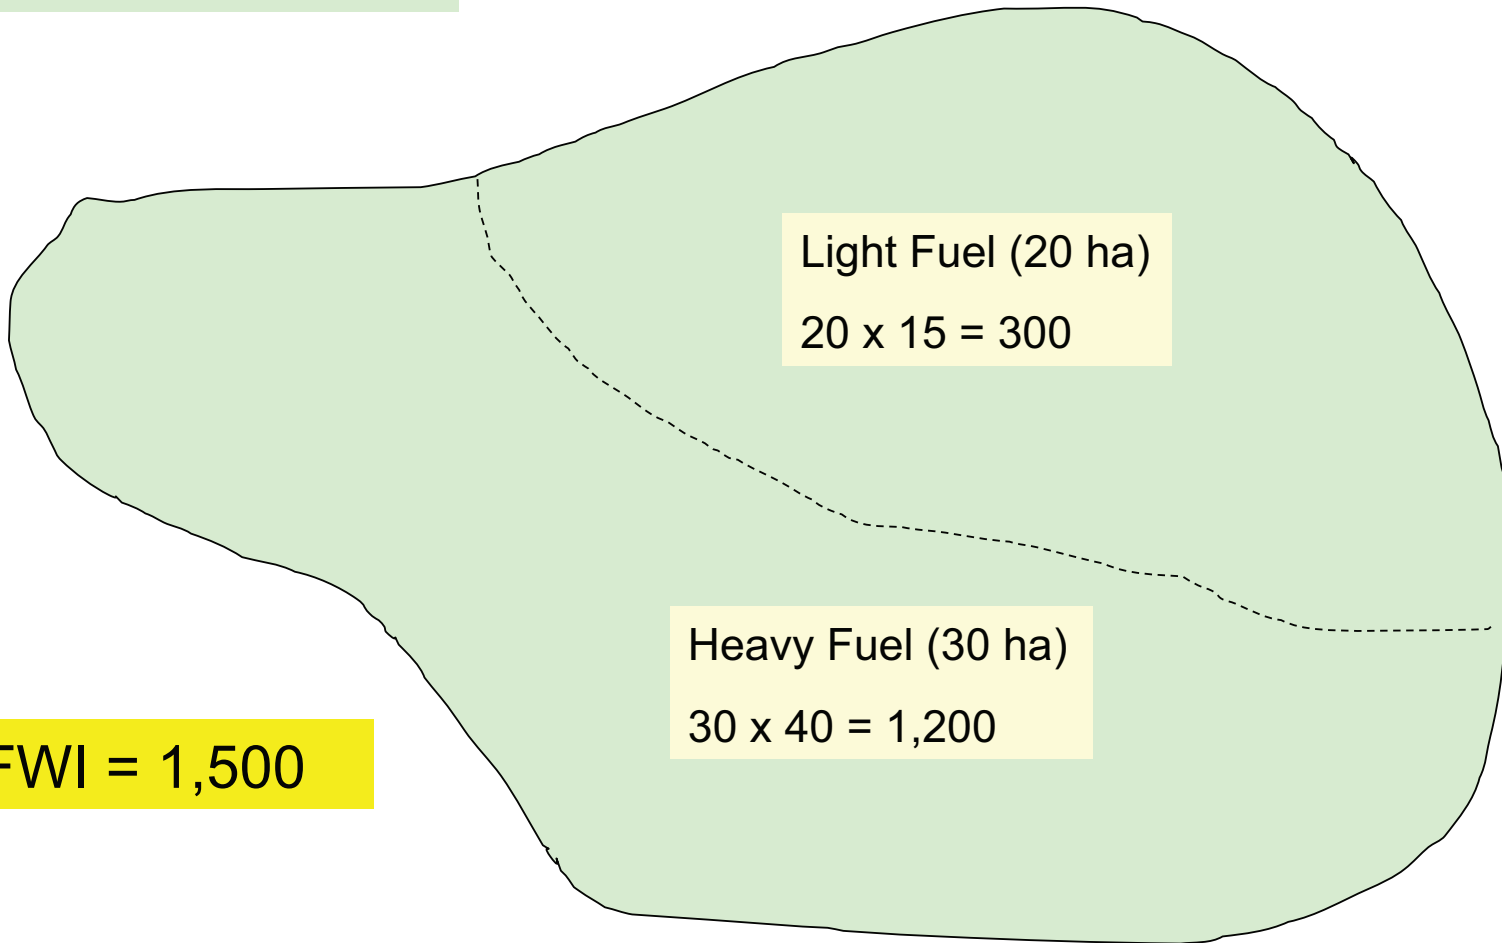 Light Fuel (20 ha)
20 x 15 = 300
Heavy Fuel (30 ha)
30 x 40 = 1,200
FWI = 1,500